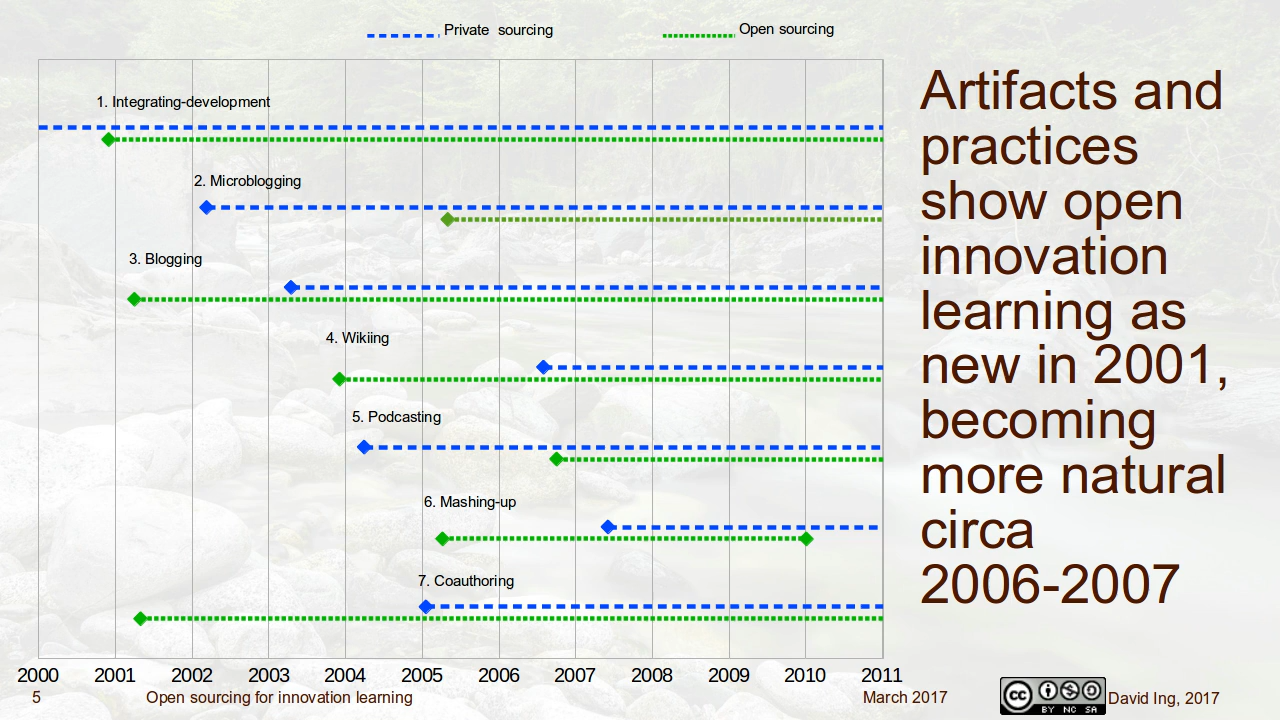 Private  sourcing
Open sourcing
1. Integrating-development
2. Microblogging
3. Blogging
4. Wikiing
5. Podcasting
6. Mashing-up
7. Coauthoring
2000 2001 2002 2003 2004 2005 2006 2007 2008 2009 2010 2011
Artifacts and
practices
show open
innovation
learning as
new in 2001,
becoming
more natural
circa
2006-2007
5
Open sourcing for innovation learning
March 2017
cc
BY NC SA
David Ing, 2017